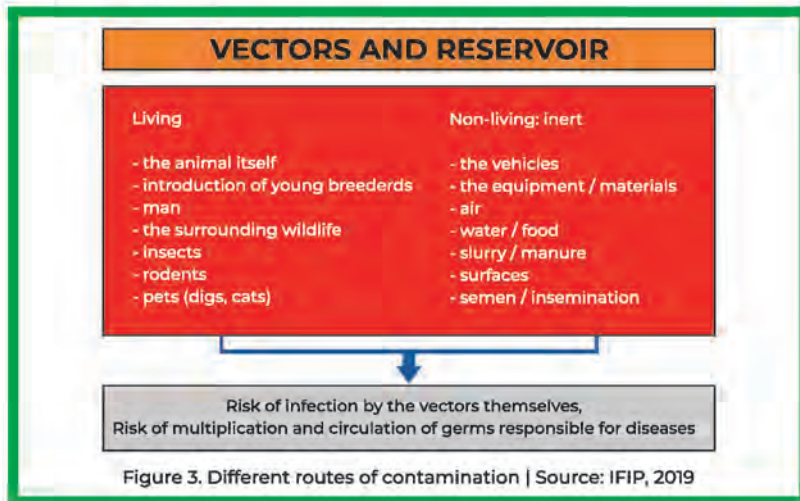 VECTORS AND RESERVOIR
Living
- the animal itself
- introduction of young breederds
- man
- the surrounding wildlife
- insects
- rodents
- pets (digs, cats)
Non-living: inert
- the vehicles
- the equipment / materials
- air
- water / food
- slurry / manure
- surfaces
- semen / insemination
Risk of infection by the vectors themselves,
Risk of multiplication and circulation of germs responsible for diseases
Figure 3. Different routes of contamination | Source: IFIP, 2019